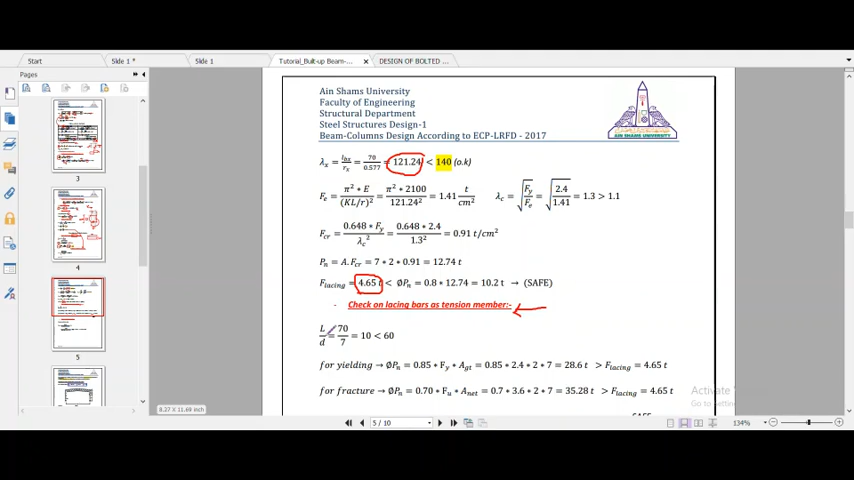 Start
Slide 1 *
Slide 1
Tutorial_Built-up Beam-...
DESIGN OF BOLTED ...
Pages
3
4
5
Ain Shams University
Faculty of Engineering
Structural Department
Steel Structures Design-1
Beam-Columns Design According to ECP-LRFD - 2017
λx = lbx/rx = 70/0.577 = 121.24 < 140 (o.k)
Fe = π² * E/(KL/r)² = π² * 2100/121.24² = 1.41 t/cm²   λc = √(Fy/Fe) = √(2.4/1.41) = 1.3 > 1.1
Fcr = 0.648 * Fy/λc² = 0.648 * 2.4/1.3² = 0.91 t/cm²
Pn = A. Fcr = 7 * 2 * 0.91 = 12.74 t
Flacing = 4.65 t < ∅Pn = 0.8 * 12.74 = 10.2 t → (SAFE)
- Check on lacing bars as tension member:-
L/d = 70/7 = 10 < 60
for yielding → ∅Pn = 0.85 * Fy * Agt = 0.85 * 2.4 * 2 * 7 = 28.6 t > Flacing = 4.65 t
for fracture → ∅Pn = 0.70 * Fu * Anet = 0.7 * 3.6 * 2 * 7 = 35.28 t > Flacing = 4.65 t
Activate
8.27 x 11.69 inch
5 / 10
134%